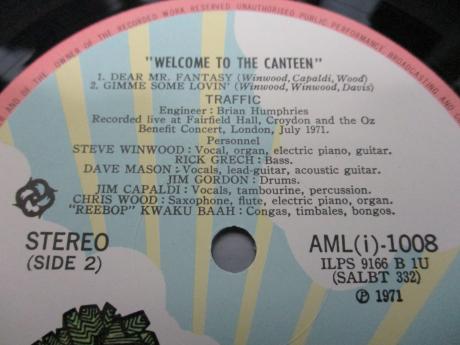 AND OF THE OWNER OF THE RECORDED WORK RESERVED UNAUTHORISED PUBLIC PERFORMANCE, BROADCASTING AND COPYING
"WELCOME TO THE CANTEEN"
1. DEAR MR. FANTASY (Winwood, Capaldi, Wood)
2. GIMME SOME LOVIN' (Winwood, Winwood, Davis)
TRAFFIC
Engineer: Brian Humphries
Recorded live at Fairfield Hall, Croydon and the Oz
Benefit Concert, London, July 1971.
Personnel
STEVE WINWOOD: Vocal, organ, electric piano, guitar.
RICK GRECH: Bass.
DAVE MASON: Vocals, lead-guitar, acoustic guitar.
JIM GORDON: Drums.
JIM CAPALDI: Vocals, tambourine, percussion.
CHRIS WOOD: Saxophone, flute, electric piano, organ.
"REEBOP" KWAKU BAAH: Congas, timbales, bongos.
STEREO
(SIDE 2)
AML(i)-1008
ILPS 9166 B 1U
(SALBT 332)
Ⓟ 1971